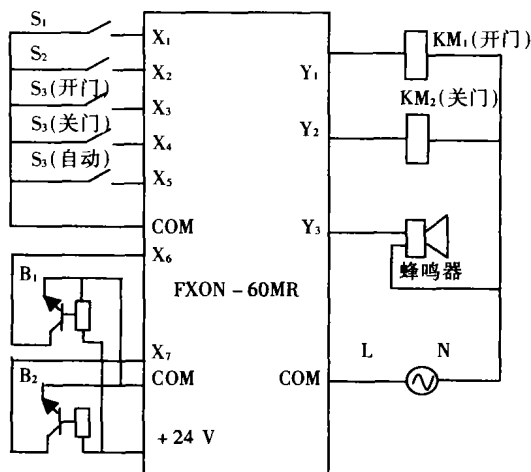 S₁
X₁
S₂
X₂
S₃(开门)
X₃
S₃(关门)
X₄
S₃(自动)
X₅
COM
X₆
B₁
X₇
B₂
COM
+24 V
FXON-60MR
Y₁
KM₁(开门)
Y₂
KM₂(关门)
Y₃
蜂鸣器
L
N
COM